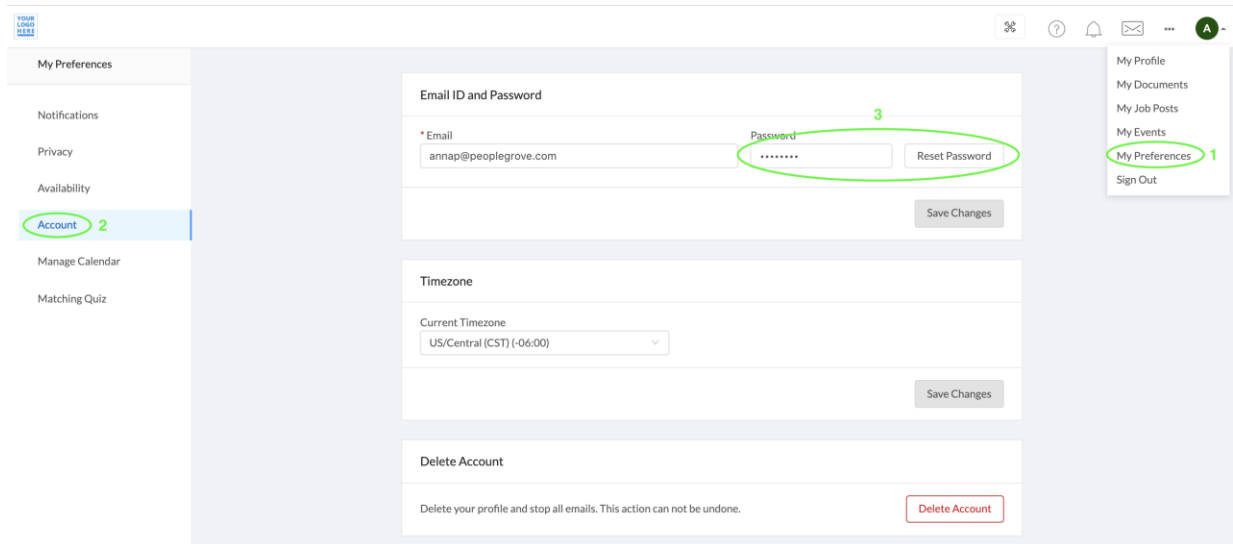 YOUR
LOGO
HERE
A
My Preferences
Notifications
Privacy
Availability
Account 2
Manage Calendar
Matching Quiz
Email ID and Password
3
* Email
Password
annap@peoplegrove.com
••••••••
Reset Password
Save Changes
Timezone
Current Timezone
US/Central (CST) (-06:00)
Save Changes
Delete Account
Delete your profile and stop all emails. This action can not be undone.
Delete Account
My Profile
My Documents
My Job Posts
My Events
My Preferences 1
Sign Out